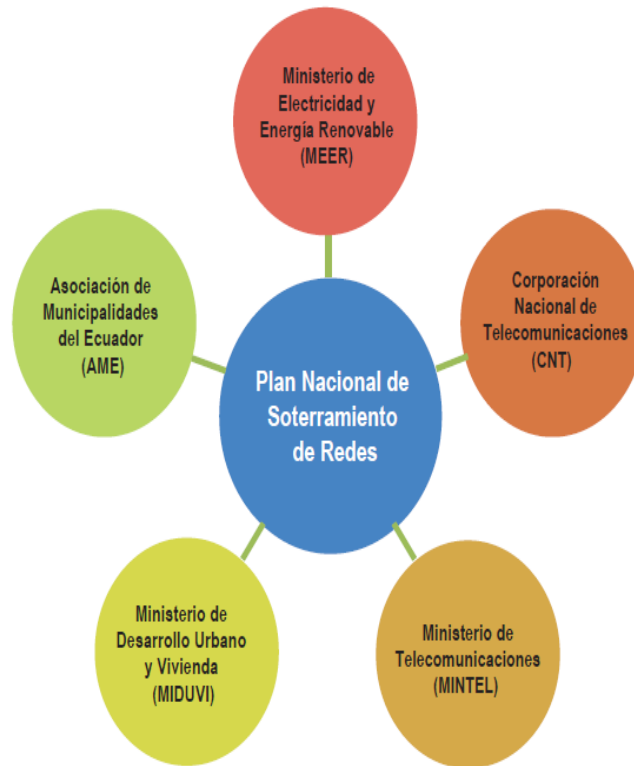 Ministerio de
Electricidad y
Energía Renovable
(MEER)
Asociación de
Municipalidades
del Ecuador
(AME)
Corporación
Nacional de
Telecomunicaciones
(CNT)
Plan Nacional de
Soterramiento
de Redes
Ministerio de
Desarrollo Urbano
y Vivienda
(MIDUVI)
Ministerio de
Telecomunicaciones
(MINTEL)